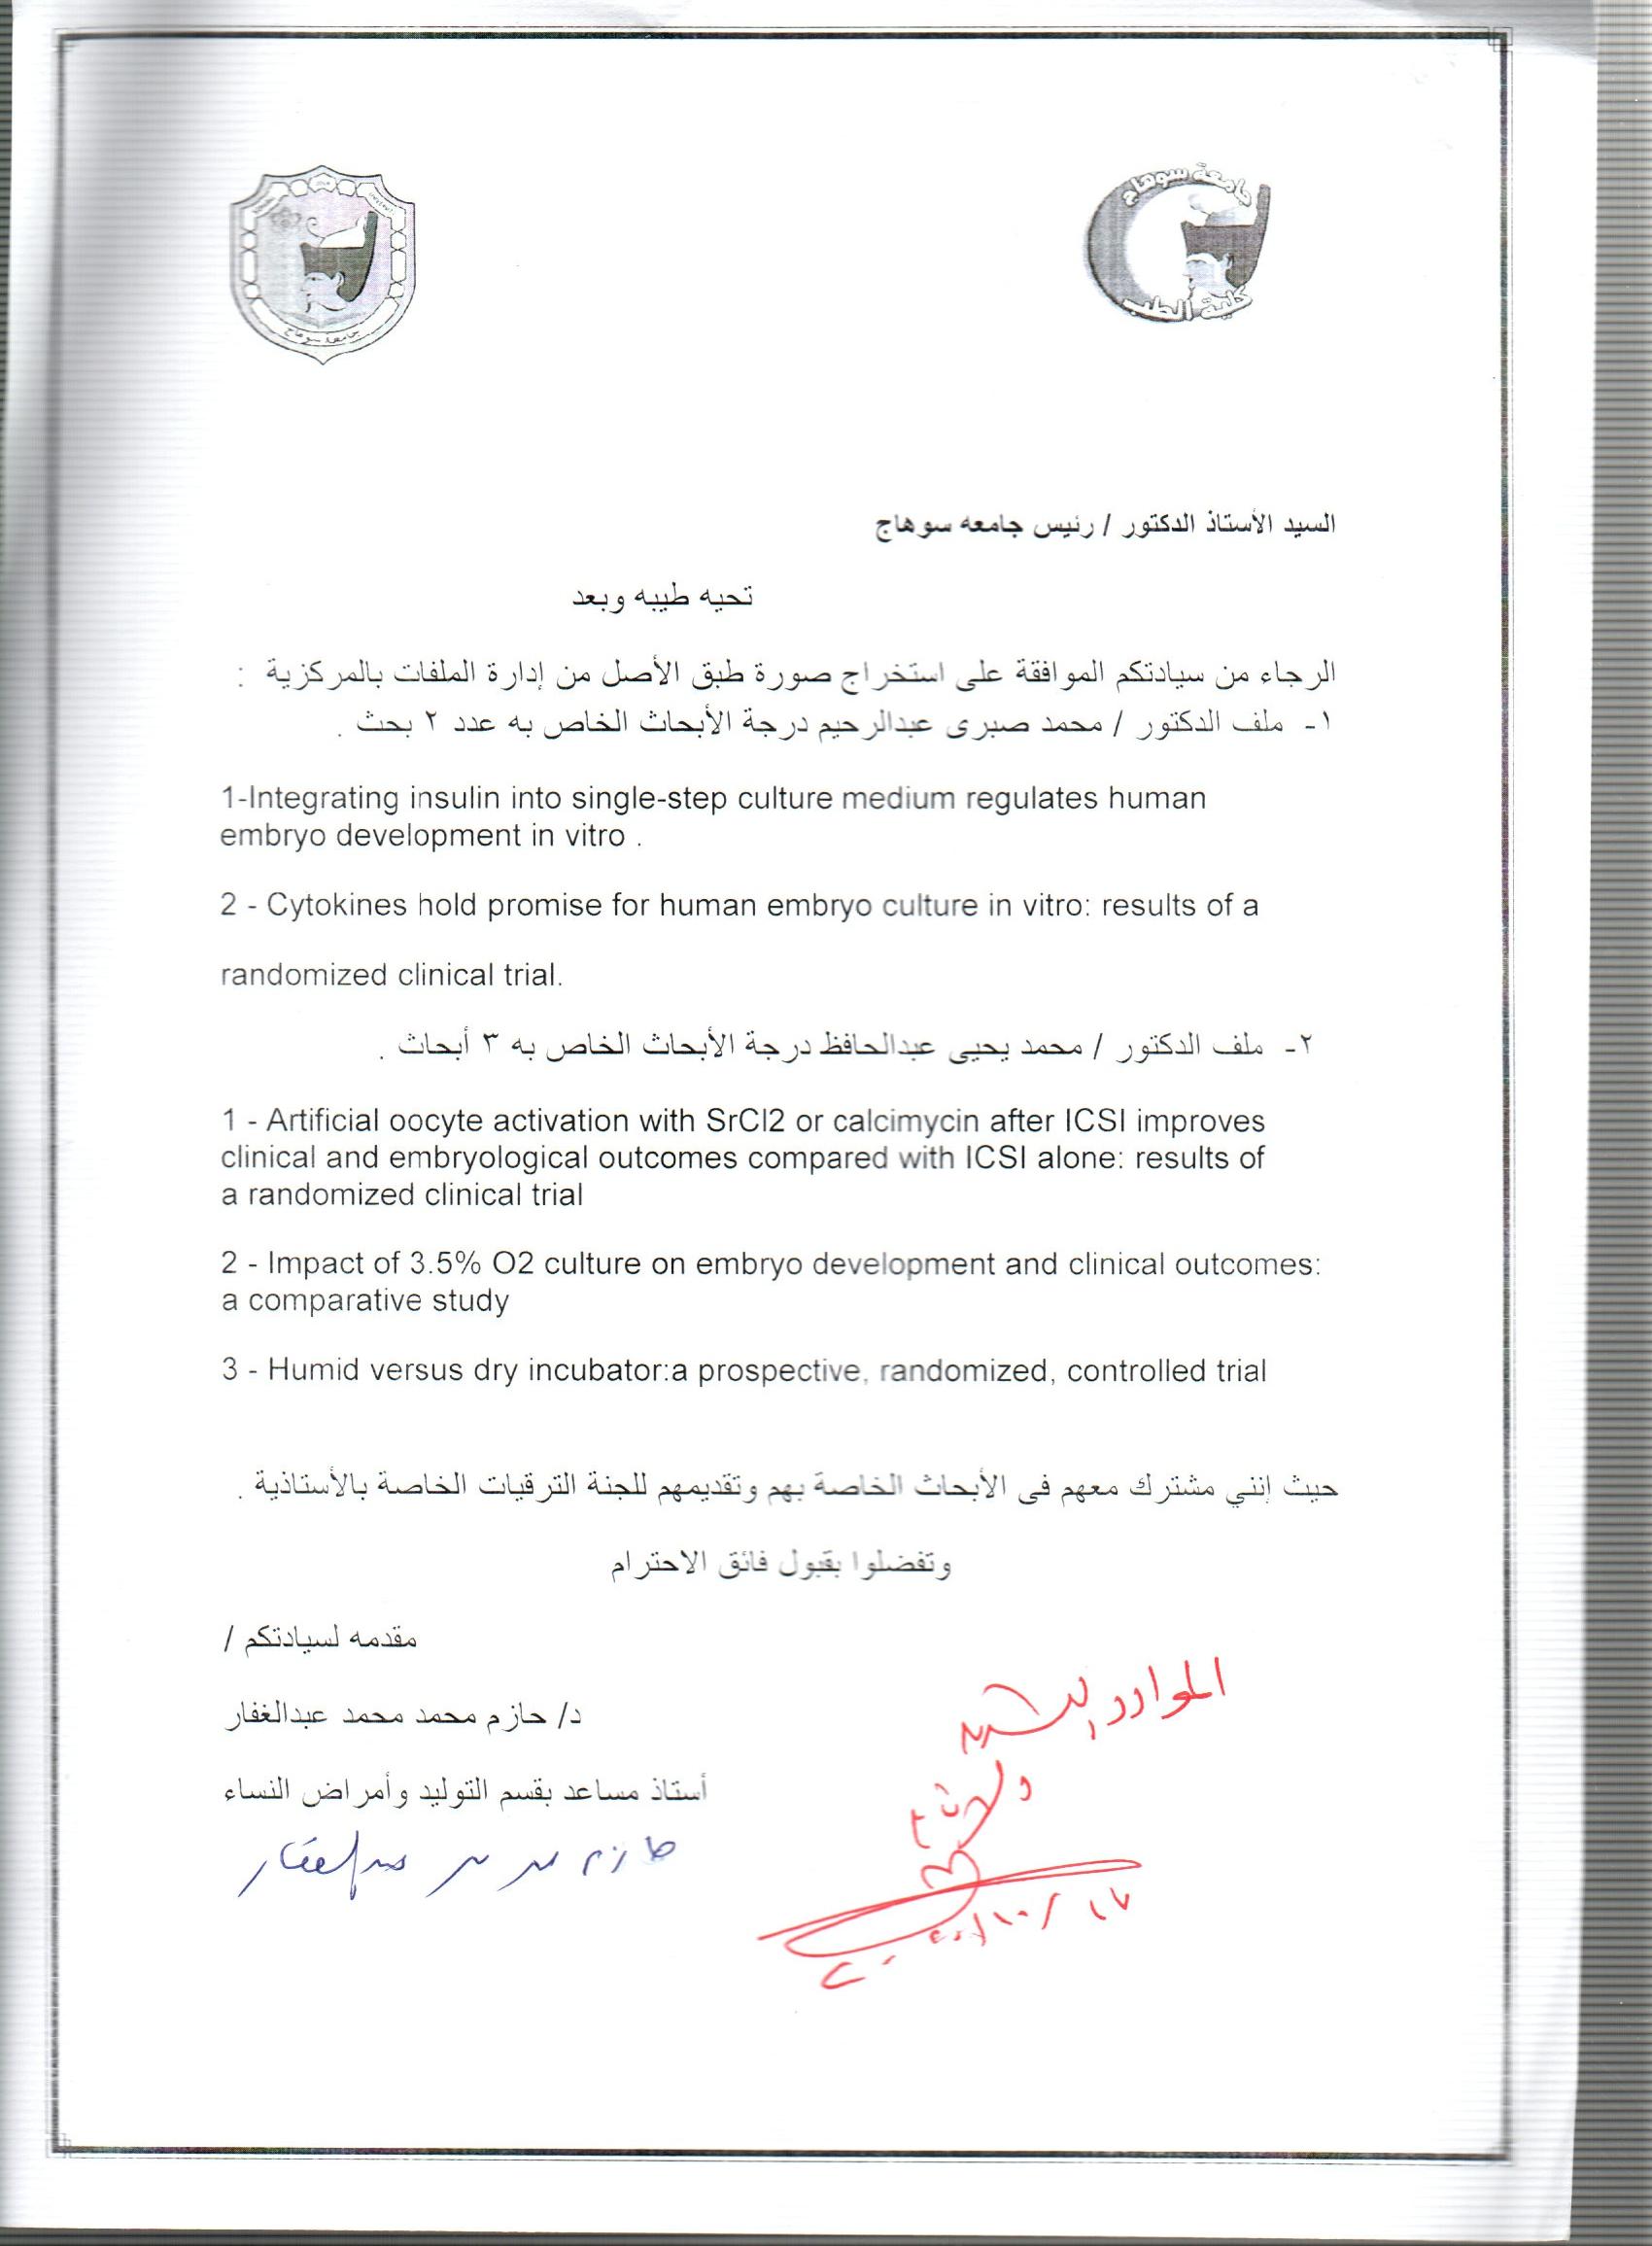 جامعة سوهاج
كلية الطب
جامعة سوهاج
السيد الأستاذ الدكتور / رئيس جامعه سوهاج
تحيه طيبه وبعد
الرجاء من سيادتكم الموافقة على استخراج صورة طبق الأصل من إدارة الملفات بالمركزية :
١- ملف الدكتور / محمد صبرى عبدالرحيم درجة الأبحاث الخاص به عدد ٢ بحث .
1-Integrating insulin into single-step culture medium regulates human
embryo development in vitro .
2 - Cytokines hold promise for human embryo culture in vitro: results of a
randomized clinical trial.
٢- ملف الدكتور / محمد يحيى عبدالحافظ درجة الأبحاث الخاص به ٣ أبحاث .
1 - Artificial oocyte activation with SrCl2 or calcimycin after ICSI improves
clinical and embryological outcomes compared with ICSI alone: results of
a randomized clinical trial
2 - Impact of 3.5% O2 culture on embryo development and clinical outcomes:
a comparative study
3 - Humid versus dry incubator:a prospective, randomized, controlled trial
حيث إنني مشترك معهم فى الأبحاث الخاصة بهم وتقديمهم للجنة الترقيات الخاصة بالأستاذية .
وتفضلوا بقبول فائق الاحترام
مقدمه لسيادتكم /
د/ حازم محمد محمد عبدالغفار
أستاذ مساعد بقسم التوليد وأمراض النساء
حازم محمد محمد عبدالغفار
الموارد البشرية